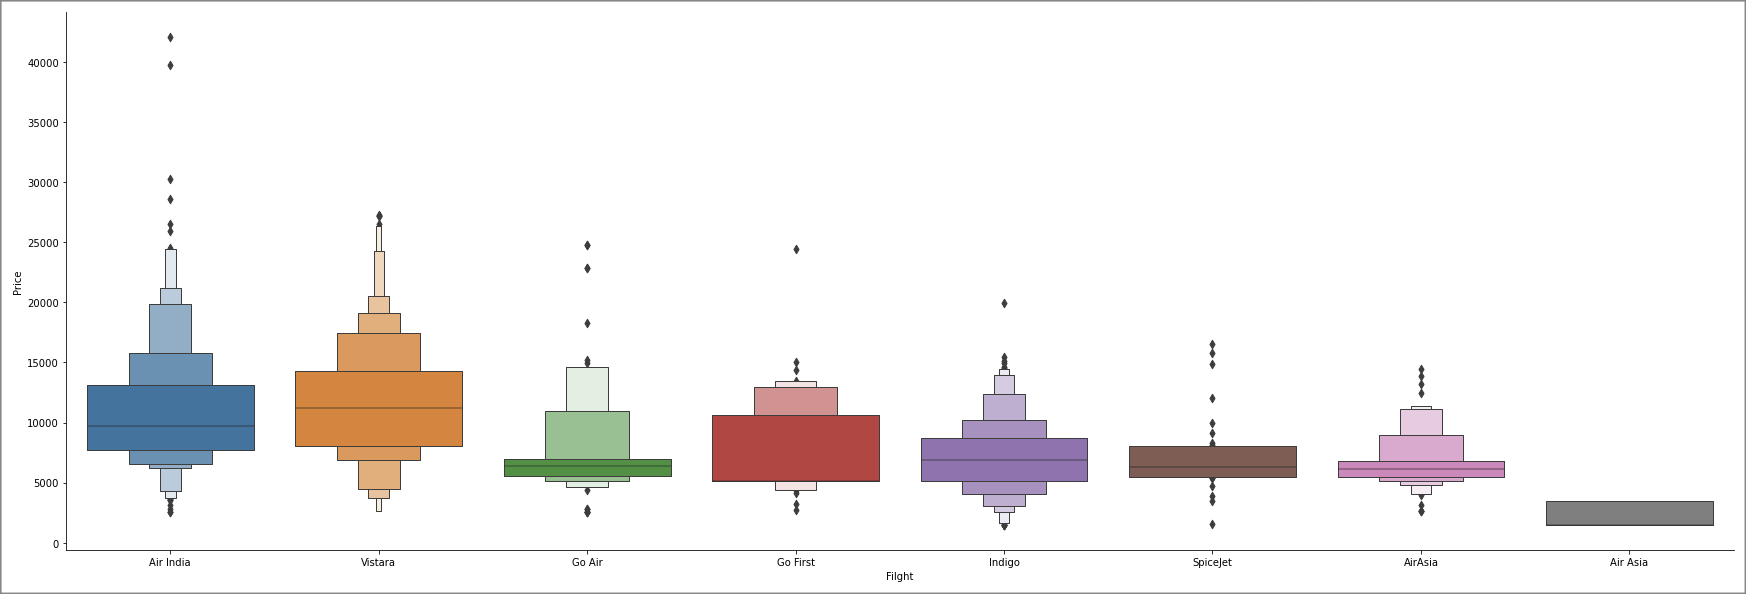 40000
35000
30000
25000
20000
15000
10000
5000
0
Price
Air India
Vistara
Go Air
Go First
Indigo
SpiceJet
AirAsia
Air Asia
Filght